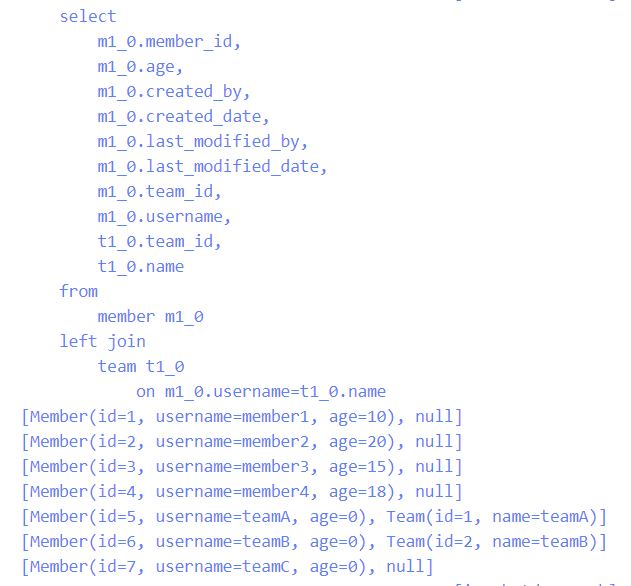 select
m1_0.member_id,
m1_0.age,
m1_0.created_by,
m1_0.created_date,
m1_0.last_modified_by,
m1_0.last_modified_date,
m1_0.team_id,
m1_0.username,
t1_0.team_id,
t1_0.name
from
member m1_0
left join
team t1_0
on m1_0.username=t1_0.name
[Member(id=1, username=member1, age=10), null]
[Member(id=2, username=member2, age=20), null]
[Member(id=3, username=member3, age=15), null]
[Member(id=4, username=member4, age=18), null]
[Member(id=5, username=teamA, age=0), Team(id=1, name=teamA)]
[Member(id=6, username=teamB, age=0), Team(id=2, name=teamB)]
[Member(id=7, username=teamC, age=0), null]